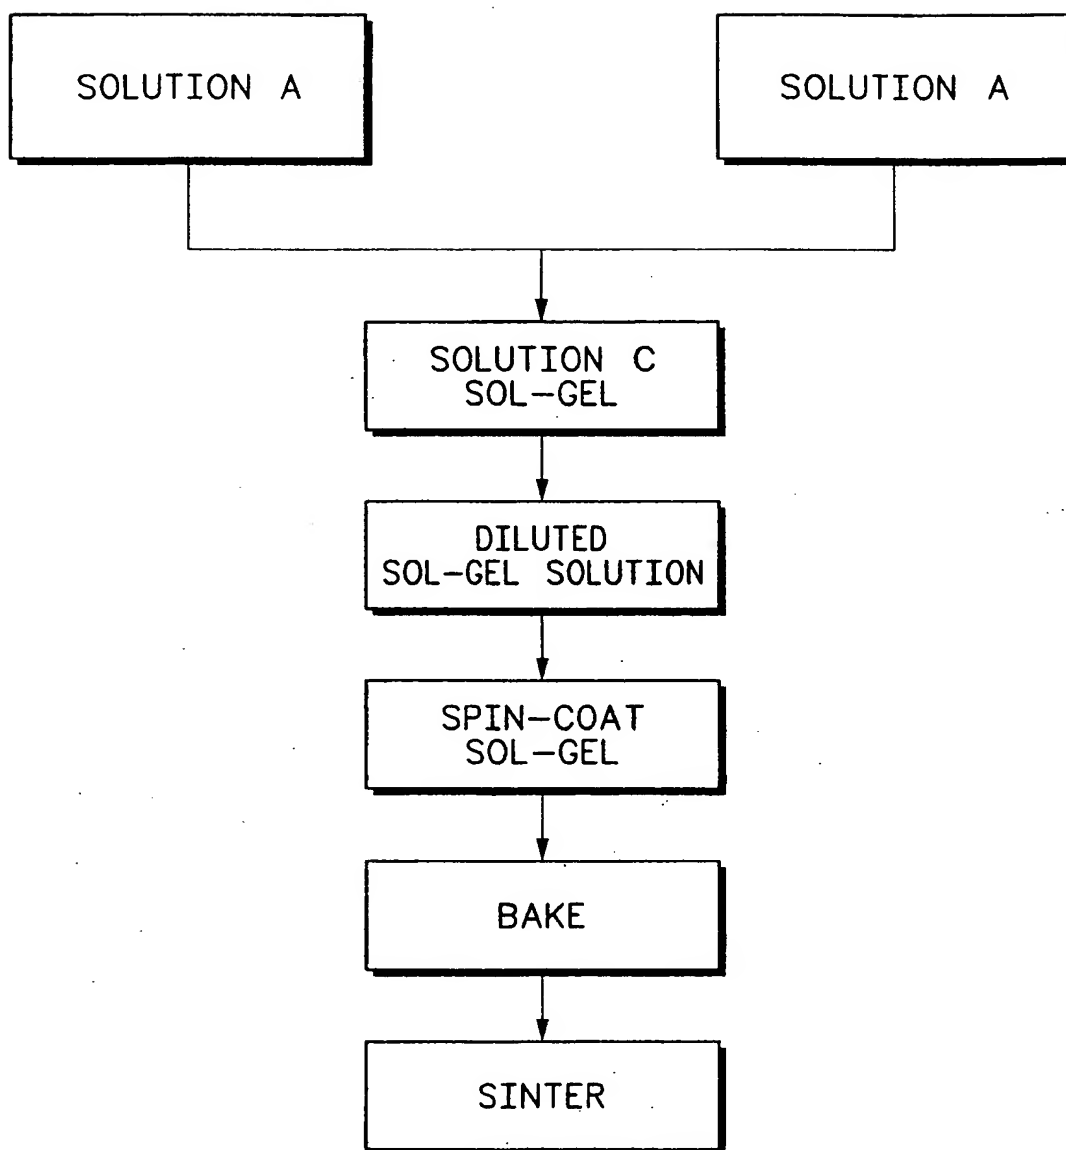 SOLUTION A
SOLUTION A
SOLUTION C
SOL-GEL
DILUTED
SOL-GEL SOLUTION
SPIN-COAT
SOL-GEL
BAKE
SINTER